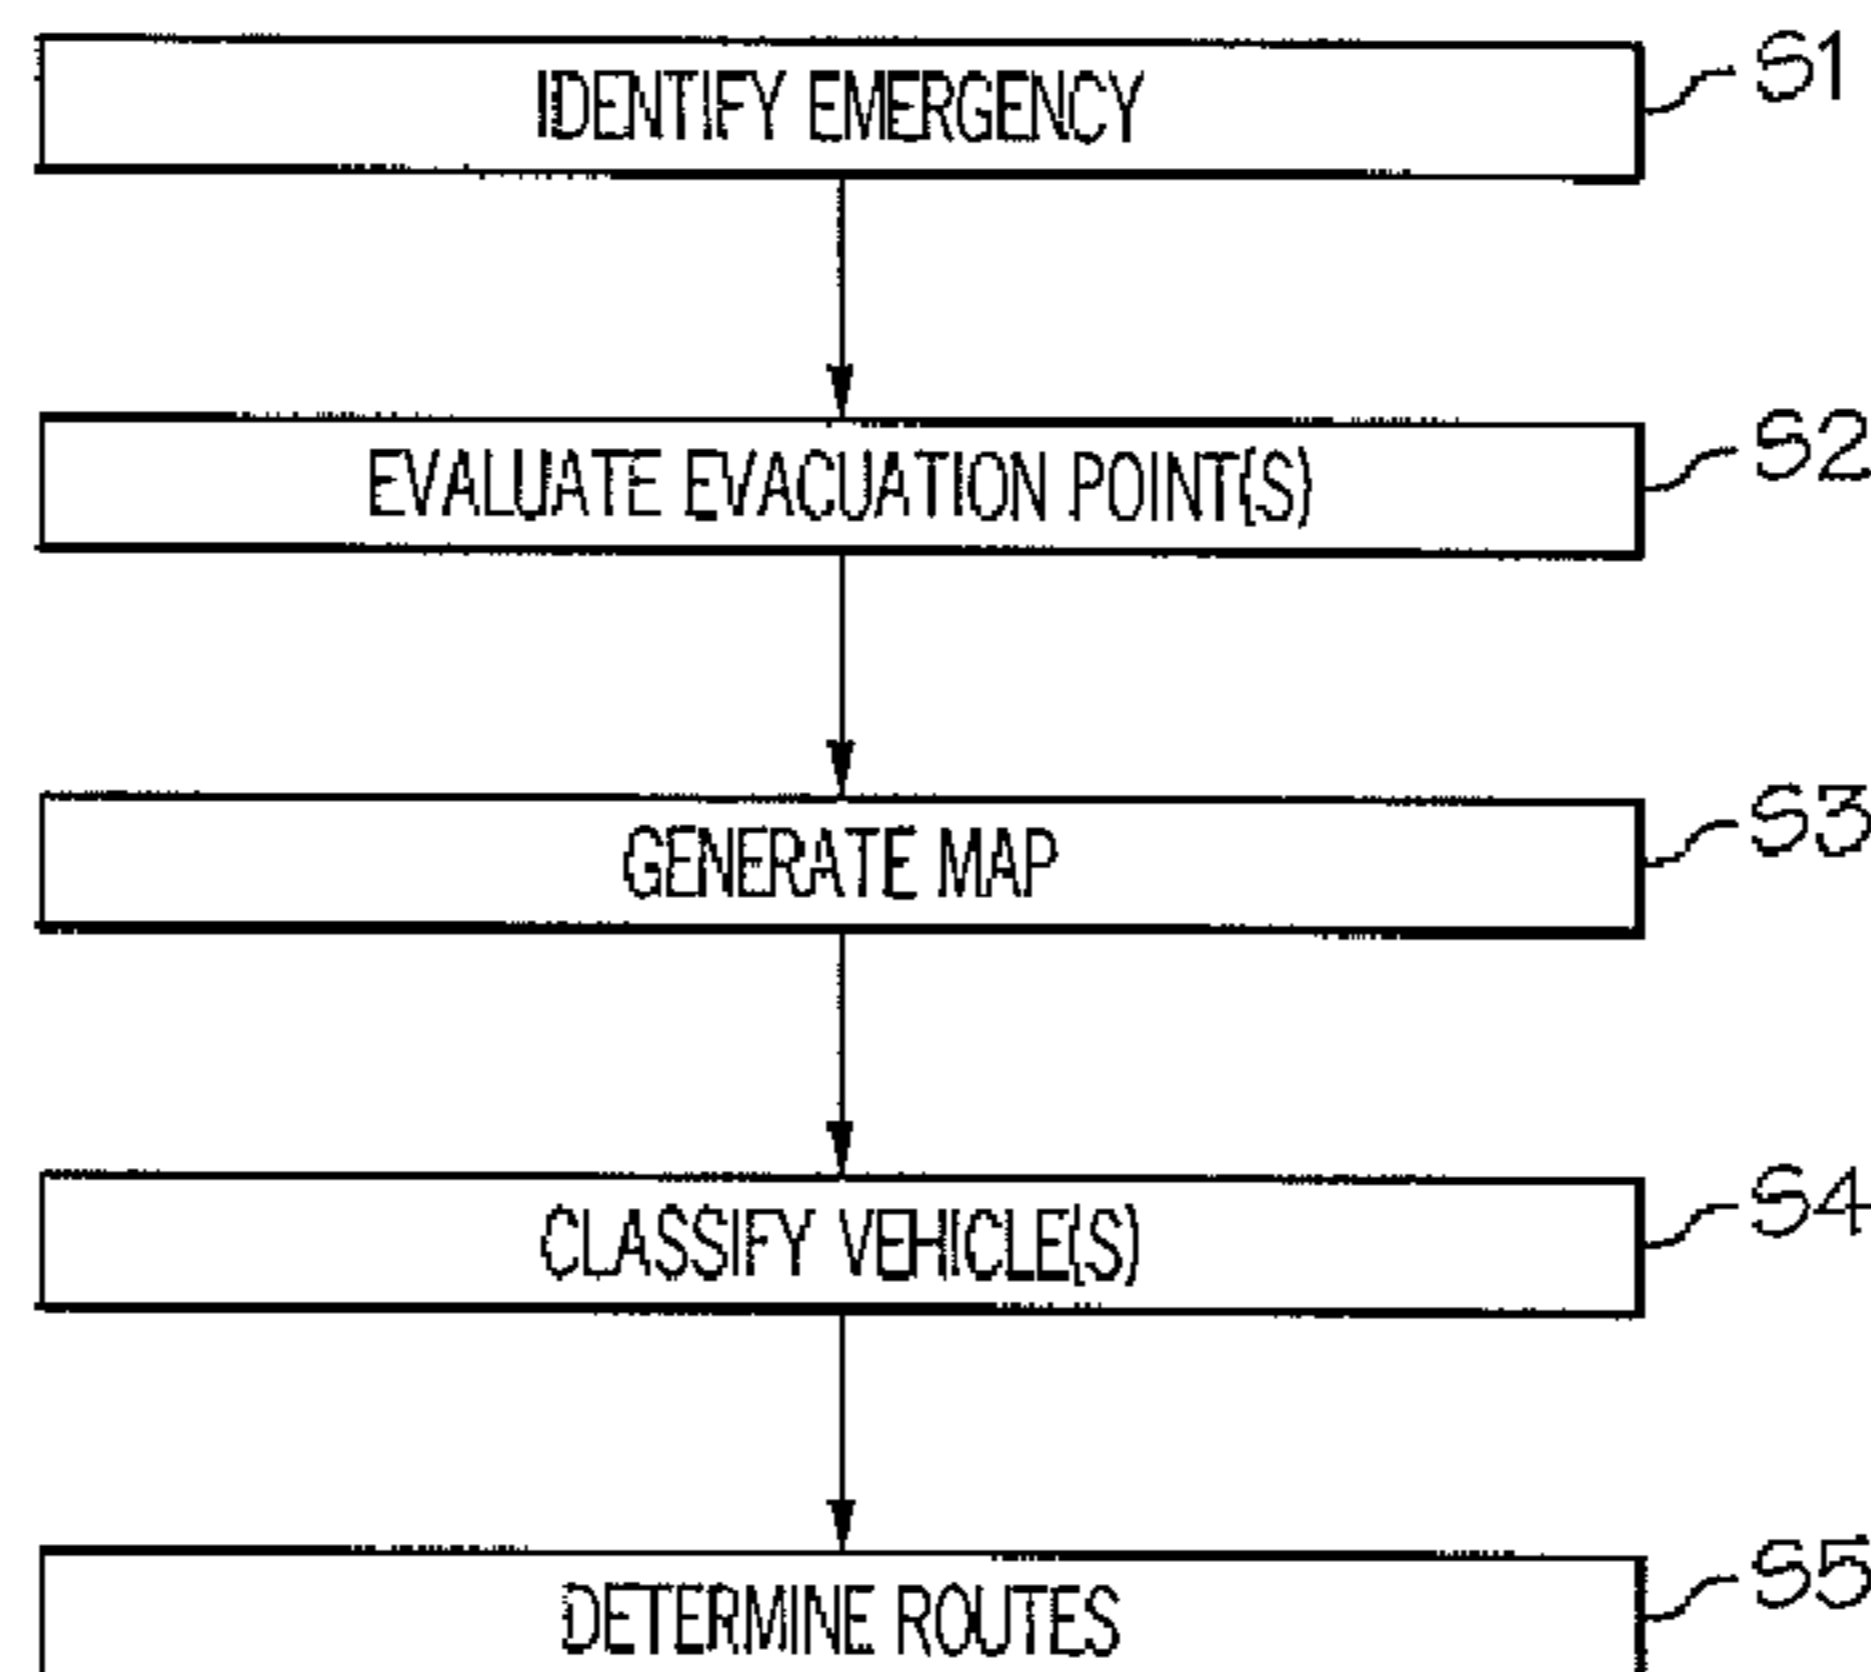 IDENTIFY EMERGENCY S1
EVALUATE EVACUATION POINT(S) S2
GENERATE MAP S3
CLASSIFY VEHICLE(S) S4
DETERMINE ROUTES S5